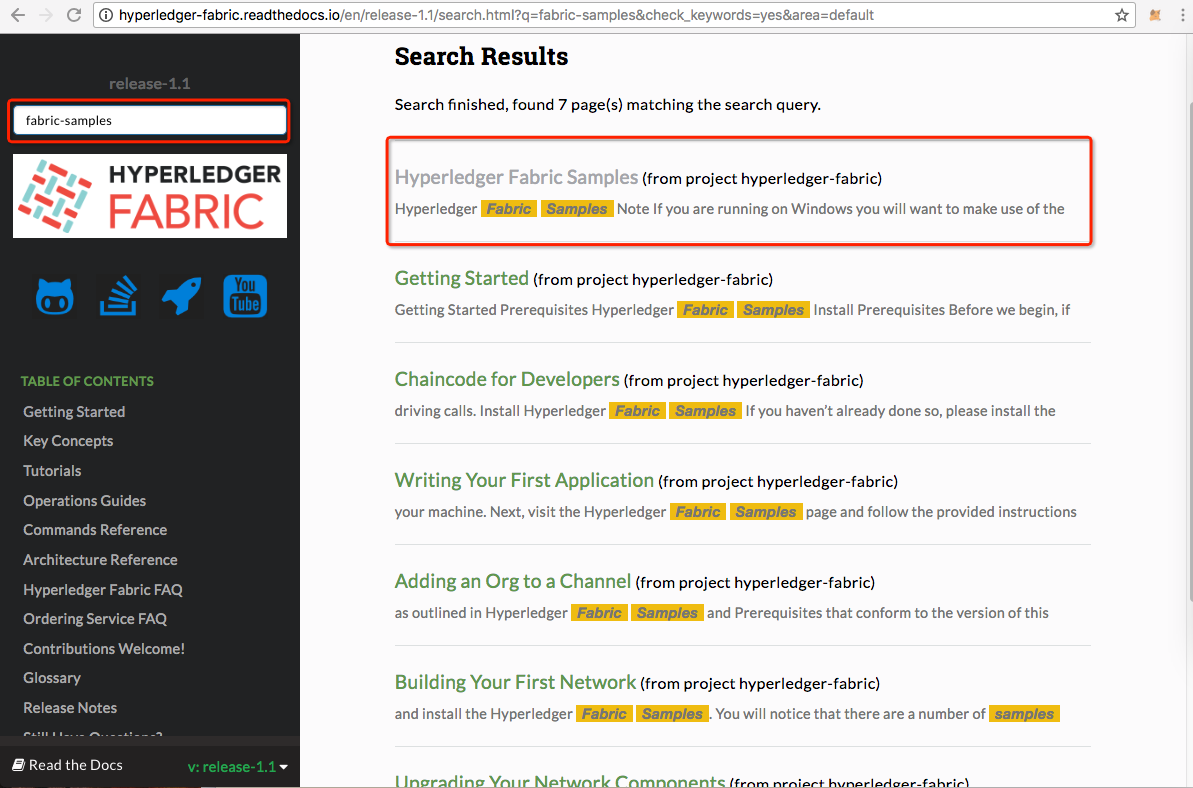 hyperledger-fabric.readthedocs.io/en/release-1.1/search.html?q=fabric-samples&check_keywords=yes&area=default
release-1.1
fabric-samples
HYPERLEDGER
FABRIC
You
Tube
TABLE OF CONTENTS
Getting Started
Key Concepts
Tutorials
Operations Guides
Commands Reference
Architecture Reference
Hyperledger Fabric FAQ
Ordering Service FAQ
Contributions Welcome!
Glossary
Release Notes
Still Have Questions?
Read the Docs
v: release-1.1
Search Results
Search finished, found 7 page(s) matching the search query.
Hyperledger Fabric Samples (from project hyperledger-fabric)
Hyperledger Fabric Samples Note If you are running on Windows you will want to make use of the
Getting Started (from project hyperledger-fabric)
Getting Started Prerequisites Hyperledger Fabric Samples Install Prerequisites Before we begin, if
Chaincode for Developers (from project hyperledger-fabric)
driving calls. Install Hyperledger Fabric Samples If you haven't already done so, please install the
Writing Your First Application (from project hyperledger-fabric)
your machine. Next, visit the Hyperledger Fabric Samples page and follow the provided instructions
Adding an Org to a Channel (from project hyperledger-fabric)
as outlined in Hyperledger Fabric Samples and Prerequisites that conform to the version of this
Building Your First Network (from project hyperledger-fabric)
and install the Hyperledger Fabric Samples. You will notice that there are a number of samples
Upgrading Your Network Components (from project hyperledger-fabric)